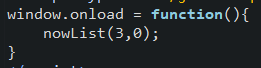 window.onload = function(){
    nowList(3,0);
}